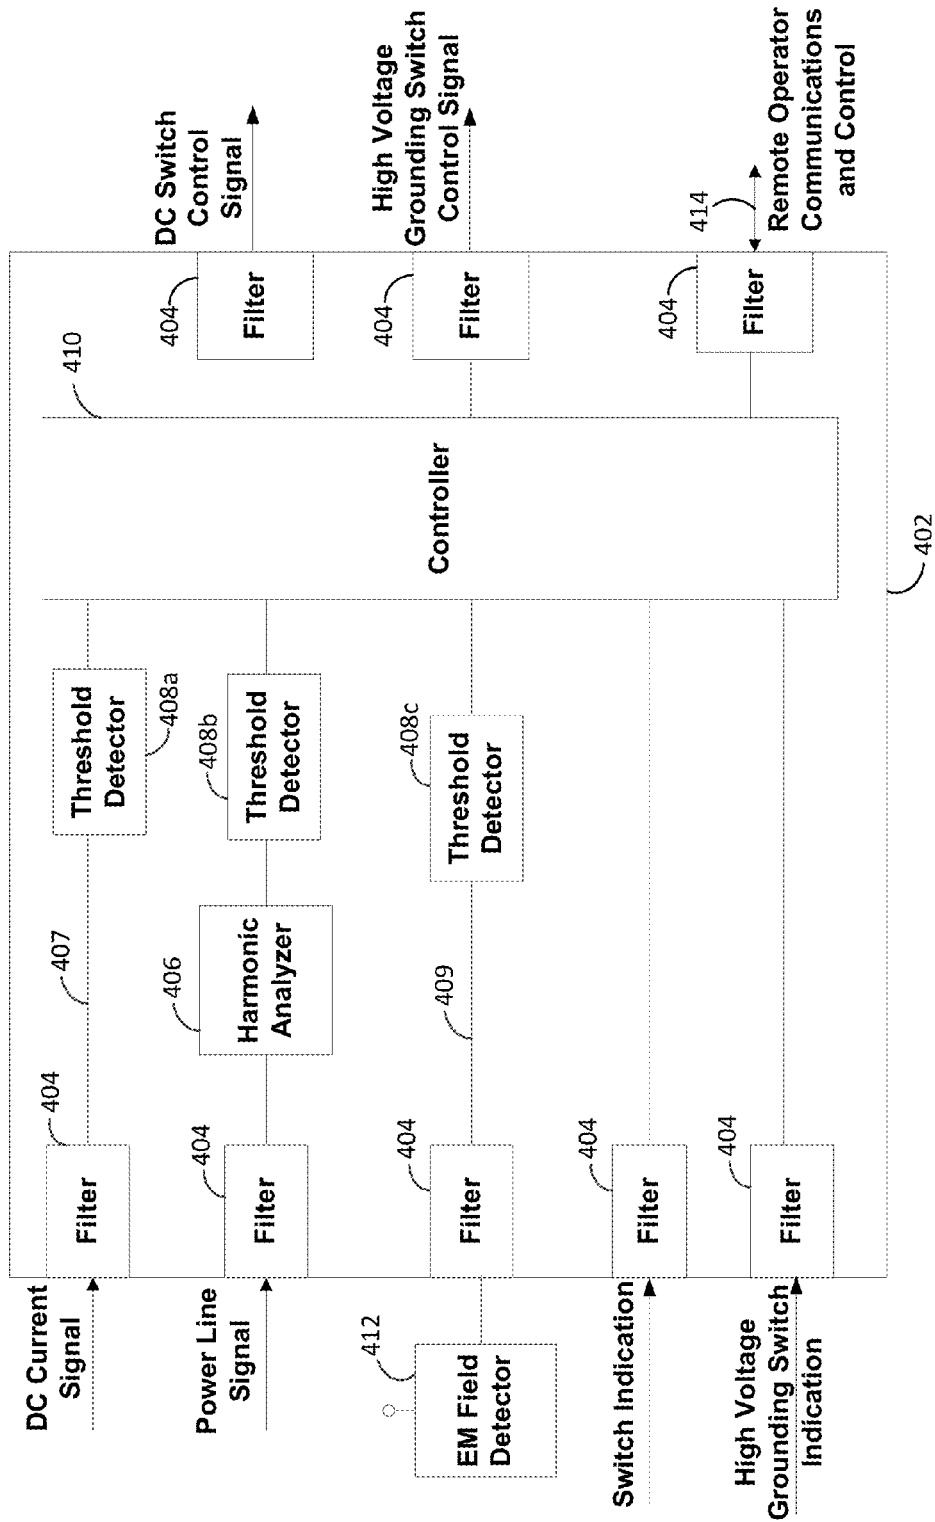 DC Current
Signal
Filter
404
407
Threshold
Detector
408a
Power Line
Signal
Filter
404
Harmonic
Analyzer
406
Threshold
Detector
408b
EM Field
Detector
412
Filter
404
409
Threshold
Detector
408c
Switch Indication
Filter
404
High Voltage
Grounding Switch
Indication
Filter
404
Controller
410
Filter
404
DC Switch
Control
Signal
Filter
404
High Voltage
Grounding Switch
Control Signal
Filter
404
414
Remote Operator
Communications
and Control
402